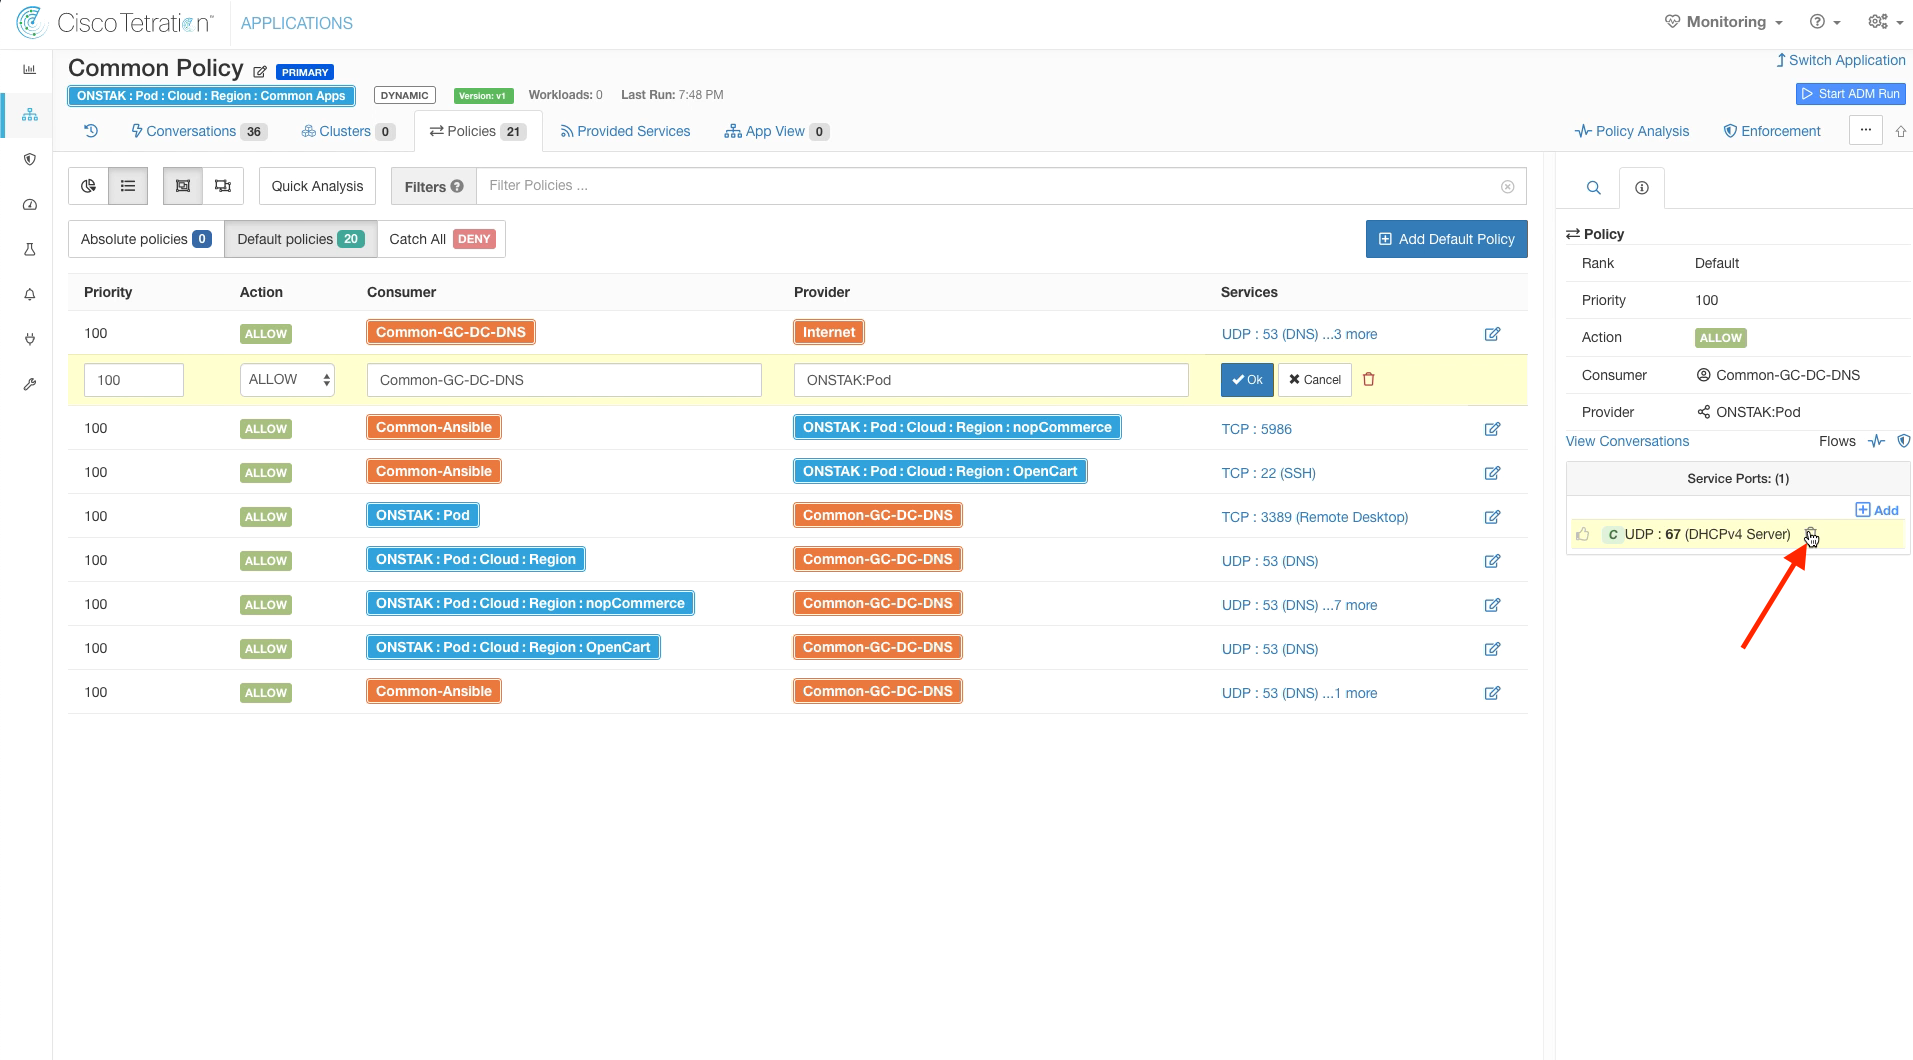 Cisco Tetration™ APPLICATIONS Monitoring
Common Policy PRIMARY
Switch Application
ONSTAK : Pod : Cloud : Region : Common Apps DYNAMIC Version: v1 Workloads: 0 Last Run: 7:48 PM
Start ADM Run
Conversations 36 Clusters 0 Policies 21 Provided Services App View 0 Policy Analysis Enforcement ...
Quick Analysis Filters ? Filter Policies ...
Absolute policies 0 Default policies 20 Catch All DENY Add Default Policy
Priority Action Consumer Provider Services
100 ALLOW Common-GC-DC-DNS Internet UDP : 53 (DNS) ...3 more
100 ALLOW Common-GC-DC-DNS ONSTAK:Pod Ok Cancel
100 ALLOW Common-Ansible ONSTAK : Pod : Cloud : Region : nopCommerce TCP : 5986
100 ALLOW Common-Ansible ONSTAK : Pod : Cloud : Region : OpenCart TCP : 22 (SSH)
100 ALLOW ONSTAK : Pod Common-GC-DC-DNS TCP : 3389 (Remote Desktop)
100 ALLOW ONSTAK : Pod : Cloud : Region Common-GC-DC-DNS UDP : 53 (DNS)
100 ALLOW ONSTAK : Pod : Cloud : Region : nopCommerce Common-GC-DC-DNS UDP : 53 (DNS) ...7 more
100 ALLOW ONSTAK : Pod : Cloud : Region : OpenCart Common-GC-DC-DNS UDP : 53 (DNS)
100 ALLOW Common-Ansible Common-GC-DC-DNS UDP : 53 (DNS) ...1 more
Policy
Rank Default
Priority 100
Action ALLOW
Consumer Common-GC-DC-DNS
Provider ONSTAK:Pod
View Conversations Flows
Service Ports: (1)
Add
C UDP : 67 (DHCPv4 Server)